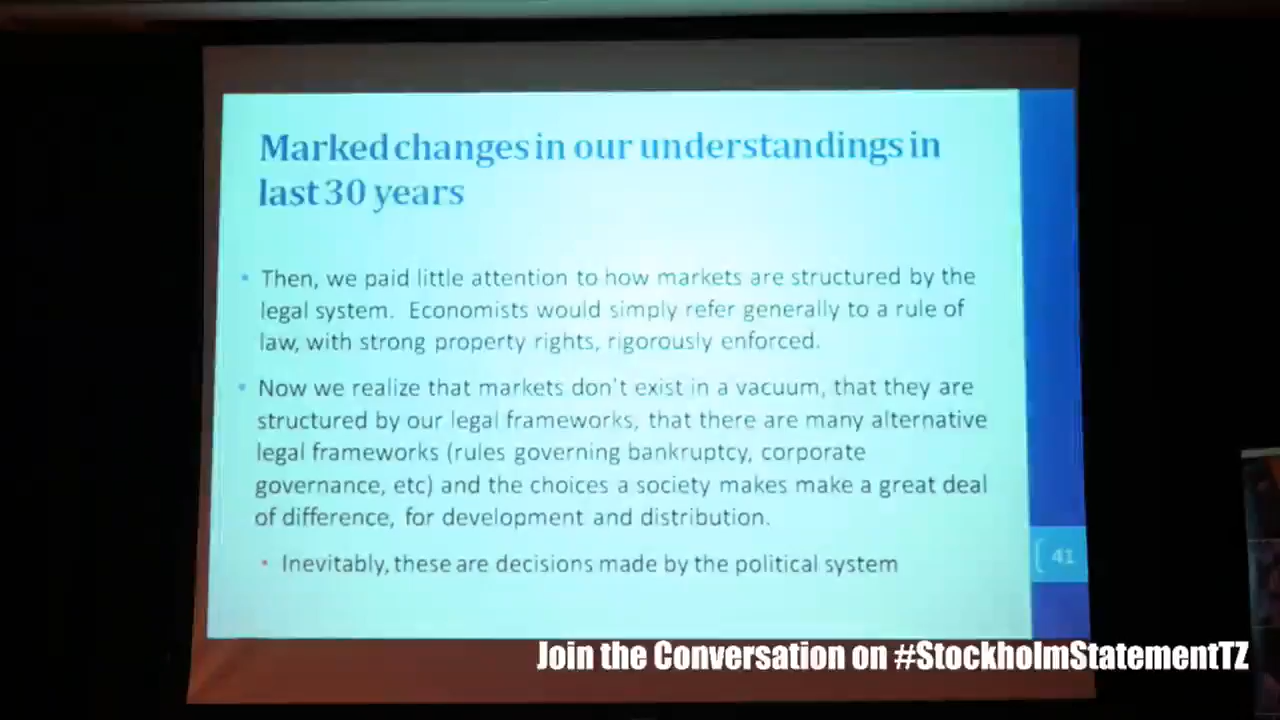 Marked changes in our understandings in
last 30 years
• Then, we paid little attention to how markets are structured by the
legal system. Economists would simply refer generally to a rule of
law, with strong property rights, rigorously enforced.
• Now we realize that markets don't exist in a vacuum, that they are
structured by our legal frameworks, that there are many alternative
legal frameworks (rules governing bankruptcy, corporate
governance, etc) and the choices a society makes make a great deal
of difference, for development and distribution.
• Inevitably, these are decisions made by the political system
41
Join the Conversation on #StockholmStatementTZ